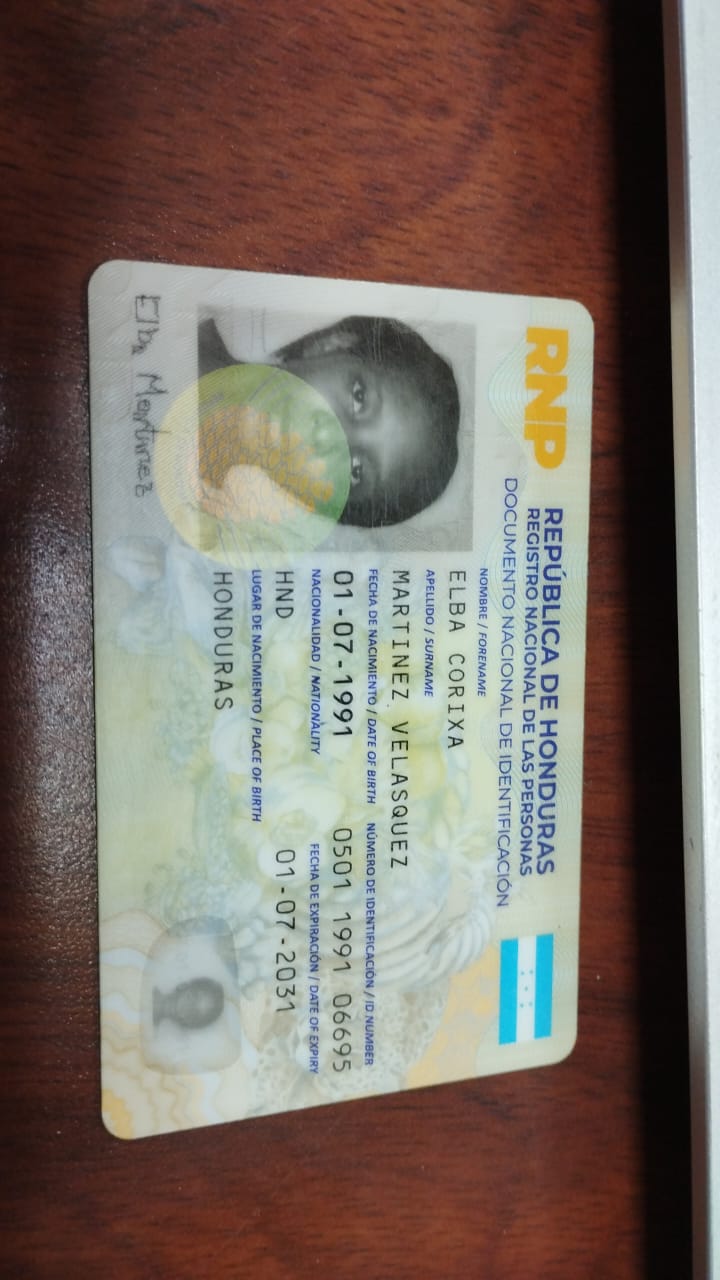 RNP
REPÚBLICA DE HONDURAS
REGISTRO NACIONAL DE LAS PERSONAS
DOCUMENTO NACIONAL DE IDENTIFICACIÓN
NOMBRE / FORENAME
ELBA CORIXA
APELLIDO / SURNAME
MARTINEZ VELASQUEZ
FECHA DE NACIMIENTO / DATE OF BIRTH NÚMERO DE IDENTIFICACIÓN / ID NUMBER
01-07-1991 0501 1991 06695
NACIONALIDAD / NATIONALITY FECHA DE EXPIRACIÓN / DATE OF EXPIRY
HND 01-07-2031
LUGAR DE NACIMIENTO / PLACE OF BIRTH
HONDURAS
Elba Martinez